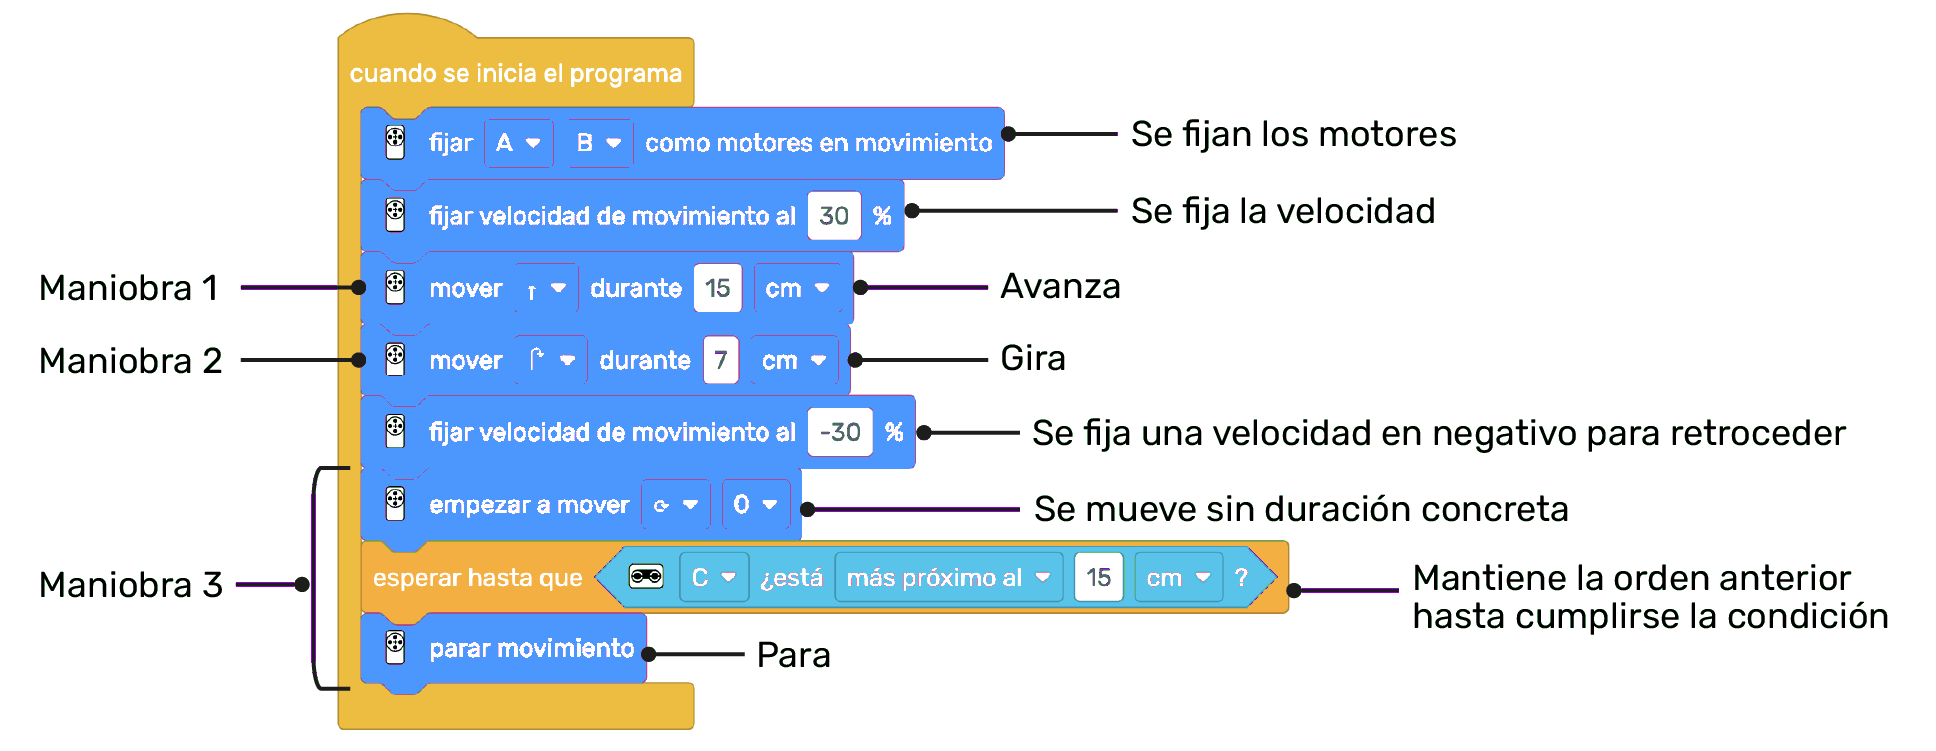 cuando se inicia el programa
fijar A B como motores en movimiento
Se fijan los motores
fijar velocidad de movimiento al 30 %
Se fija la velocidad
Maniobra 1
mover durante 15 cm
Avanza
Maniobra 2
mover durante 7 cm
Gira
fijar velocidad de movimiento al -30 %
Se fija una velocidad en negativo para retroceder
empezar a mover 0
Se mueve sin duración concreta
Maniobra 3
esperar hasta que C ¿está más próximo al 15 cm ?
Mantiene la orden anterior
hasta cumplirse la condición
parar movimiento
Para